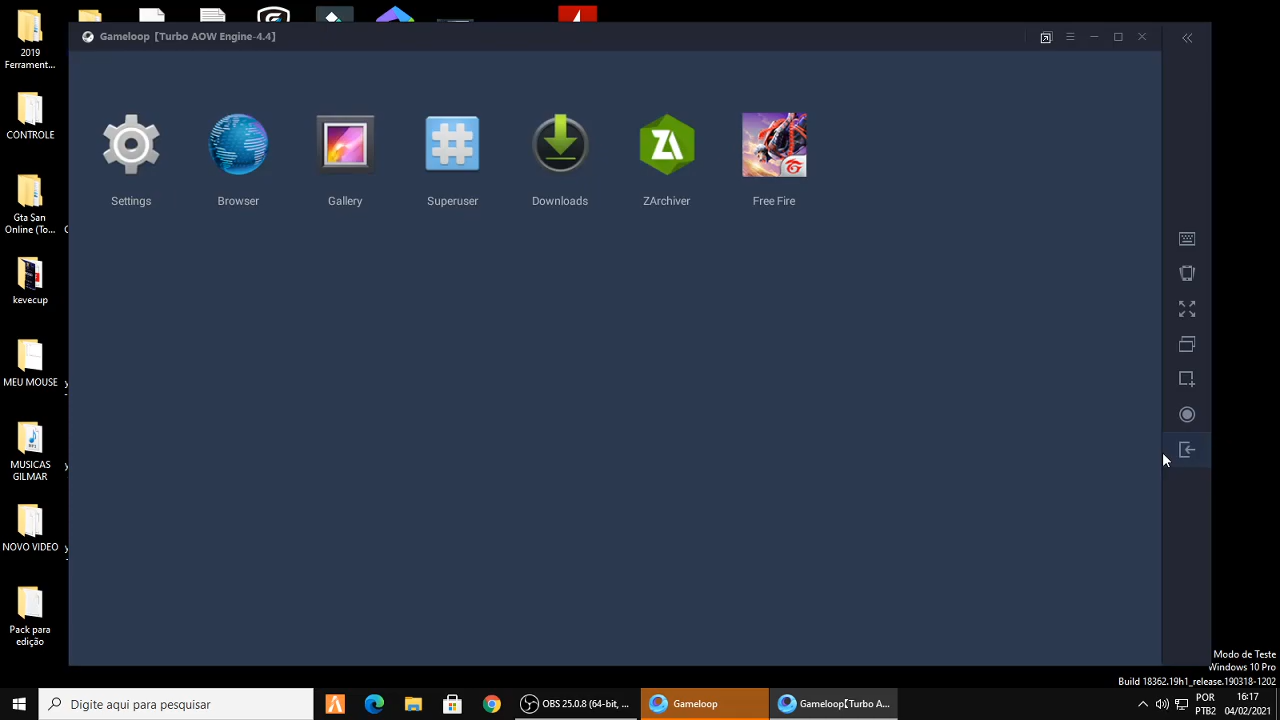 Gameloop【Turbo AOW Engine-4.4】
Settings
Browser
Gallery
Superuser
Downloads
ZArchiver
Free Fire
2019
Ferrament...
CONTROLE
Gta San
Online (To...
kevecup
MEU MOUSE
MUSICAS
GILMAR
NOVO VIDEO
Pack para
edição
Modo de Teste
Windows 10 Pro
Build 18362.19h1_release.190318-1202
Digite aqui para pesquisar
OBS 25.0.8 (64-bit, ...
Gameloop
Gameloop【Turbo A...
POR
PTB2
16:17
04/02/2021